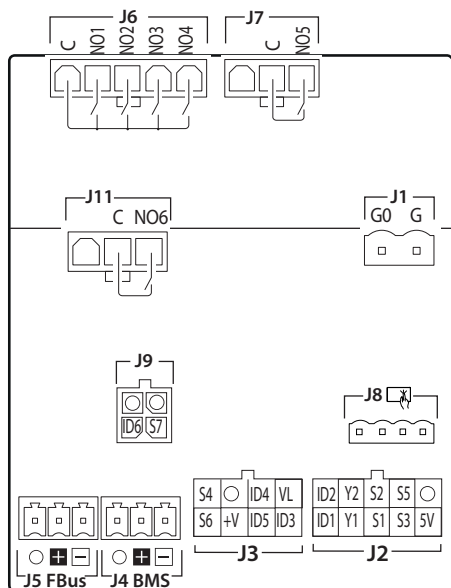 J6
J7
C NO1 NO2 NO3 NO4
C NO5
J11
J1
C NO6
G0 G
J9
J8
ID6 S7
S4 ID4 VL
ID2 Y2 S2 S5
S6 +V ID5 ID3
ID1 Y1 S1 S3 5V
J3
J2
J5 FBus
J4 BMS